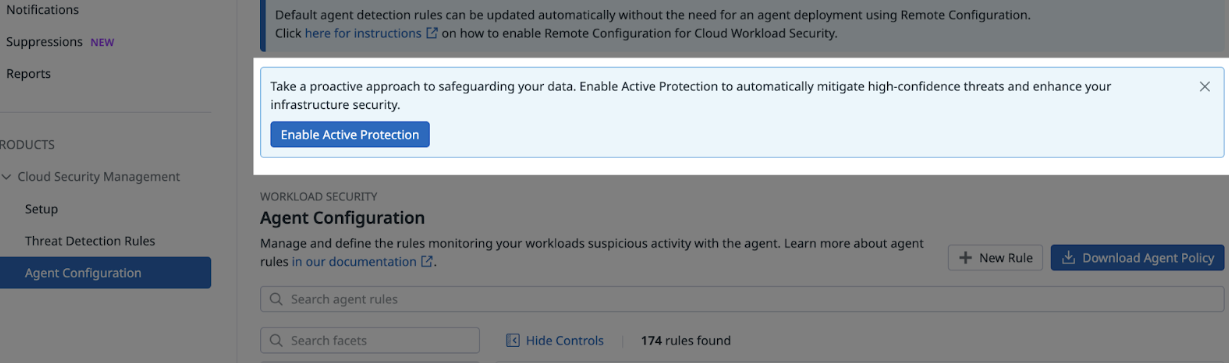 Notifications
Suppressions NEW
Reports
RODUCTS
Cloud Security Management
Setup
Threat Detection Rules
Agent Configuration
Default agent detection rules can be updated automatically without the need for an agent deployment using Remote Configuration.
Click here for instructions on how to enable Remote Configuration for Cloud Workload Security.
Take a proactive approach to safeguarding your data. Enable Active Protection to automatically mitigate high-confidence threats and enhance your
infrastructure security.
Enable Active Protection
WORKLOAD SECURITY
Agent Configuration
Manage and define the rules monitoring your workloads suspicious activity with the agent. Learn more about agent
rules in our documentation.
New Rule
Download Agent Policy
Search agent rules
Search facets
Hide Controls
174 rules found